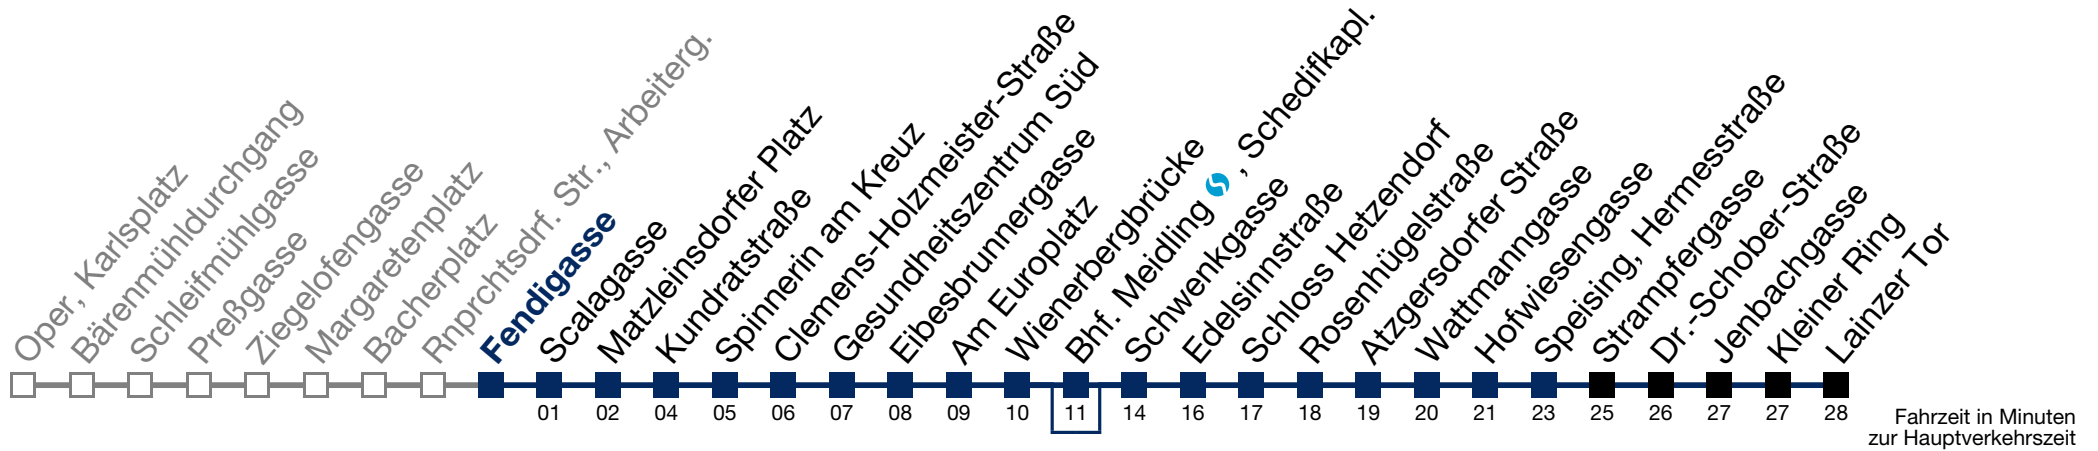 Oper, Karlsplatz
Bärenmühldurchgang
Schleifmühlgasse
Preßgasse
Ziegelofengasse
Margaretenplatz
Bacherplatz
Rnprchtsdrf. Str., Arbeiterg.
Fendigasse
Scalagasse
Matzleinsdorfer Platz
Kundratstraße
Spinnerin am Kreuz
Clemens-Holzmeister-Straße
Gesundheitszentrum Süd
Eibesbrunnergasse
Am Europlatz
Wienerbergbrücke
Bhf. Meidling , Schedifkapl.
Schwenkgasse
Edelsinnstraße
Schloss Hetzendorf
Rosenhügelstraße
Atzgersdorfer Straße
Wattmanngasse
Hofwiesengasse
Speising, Hermesstraße
Strampfergasse
Dr.-Schober-Straße
Jenbachgasse
Kleiner Ring
Lainzer Tor
01 02 04 05 06 07 08 09 10 11 14 16 17 18 19 20 21 23 25 26 27 27 28
Fahrzeit in Minuten
zur Hauptverkehrszeit